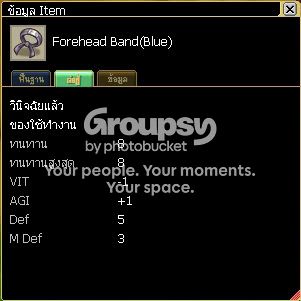 ข้อมูล Item
Forehead Band(Blue)
พื้นฐาน
ข้อมูล
วินิจฉัยแล้ว
ของใช้ทำงาน
ทนทาน 8
ทนทานสูงสุด 8
VIT -1
AGI +1
Def 5
M Def 3
Groupsy
by photobucket
Your people. Your moments.
Your space.